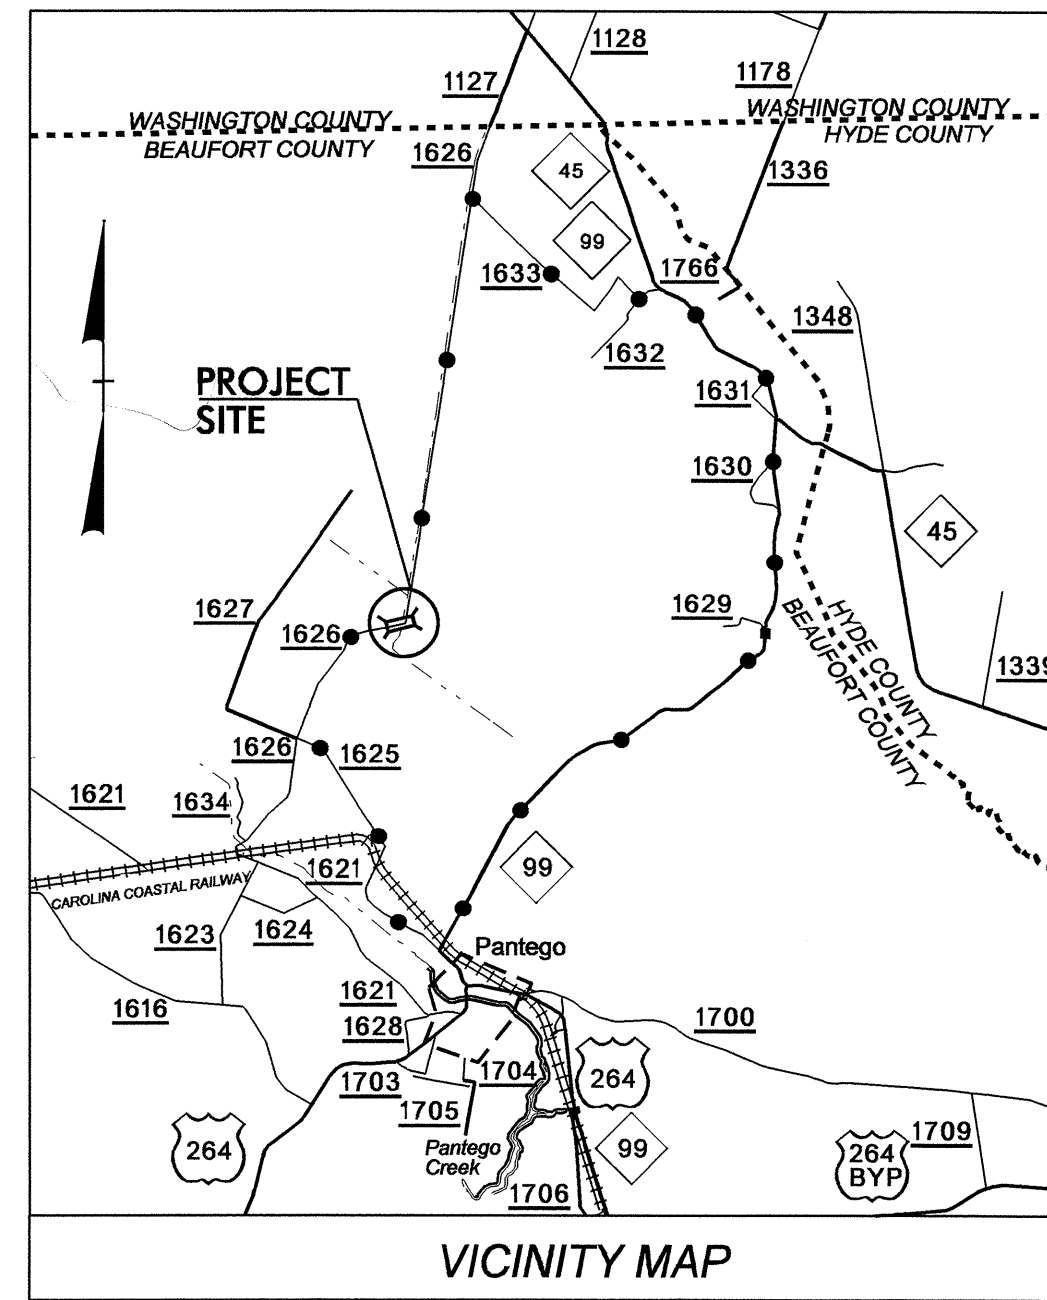 1128
1178
1127
WASHINGTON COUNTY
WASHINGTON COUNTY
HYDE COUNTY
BEAUFORT COUNTY
1626
45
1336
99
1633
1766
1348
1632
PROJECT
SITE
1631
1630
45
1627
1629
1626
HYDE COUNTY
BEAUFORT COUNTY
1339
1626
1625
1621
1634
1621
CAROLINA COASTAL RAILWAY
99
1623
1624
Pantego
1621
1616
1628
1700
1703
1704
264
1705
264
Pantego
Creek
99
1709
264
BYP
1706
VICINITY MAP